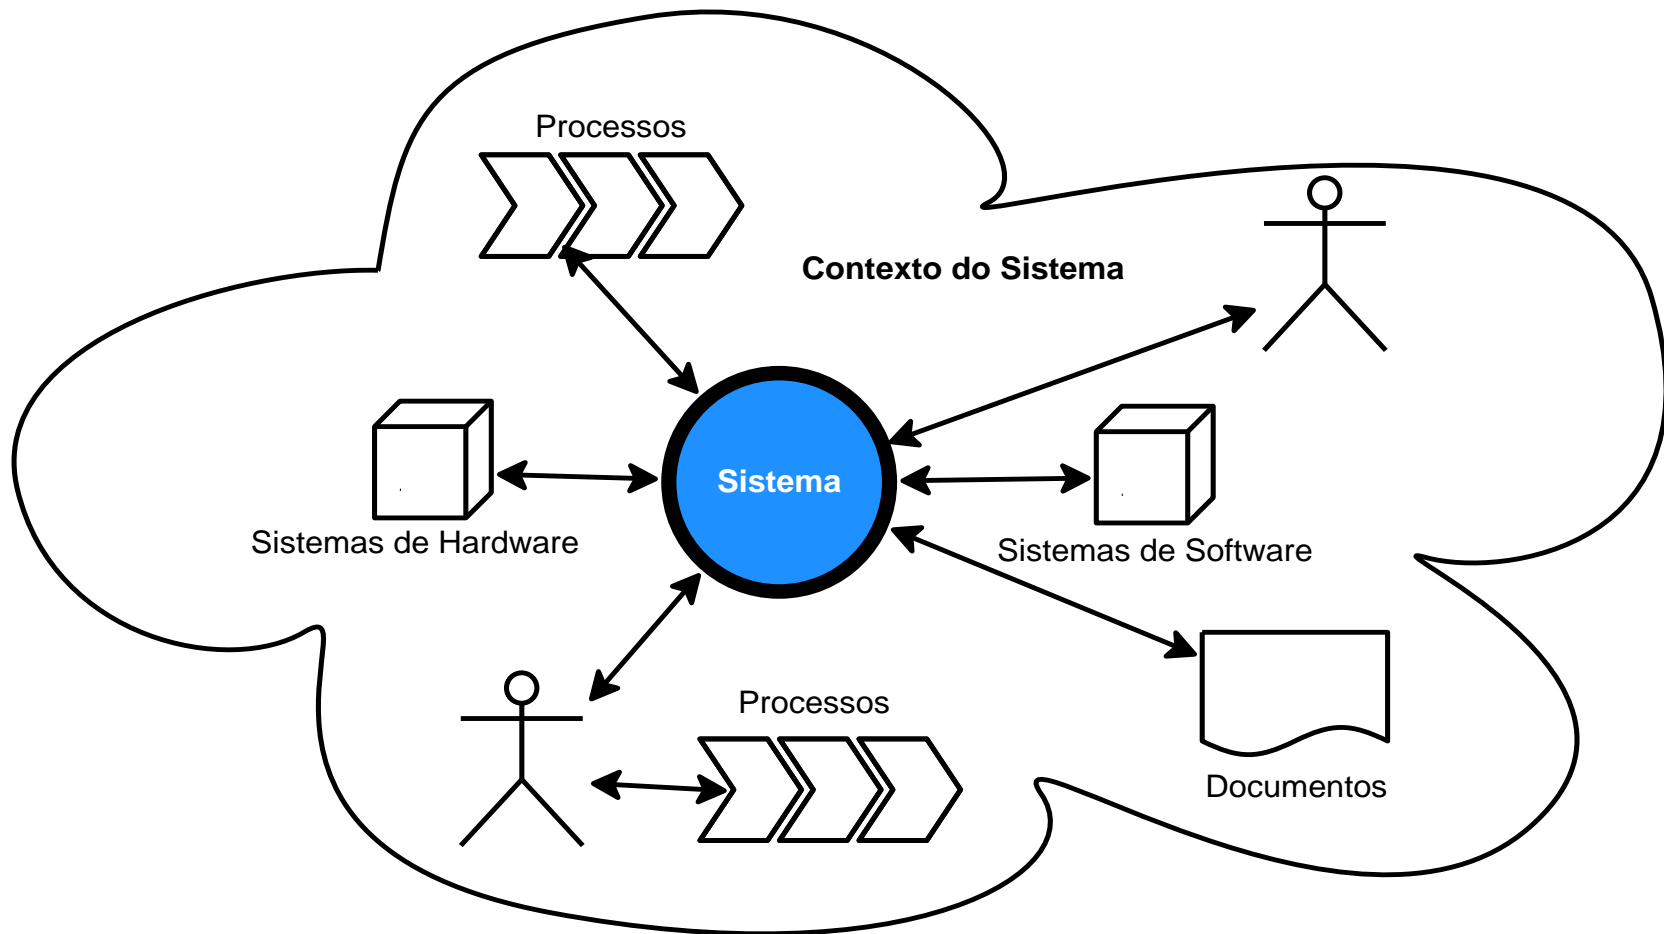 Processos
Contexto do Sistema
Sistema
Sistemas de Hardware
Sistemas de Software
Processos
Documentos